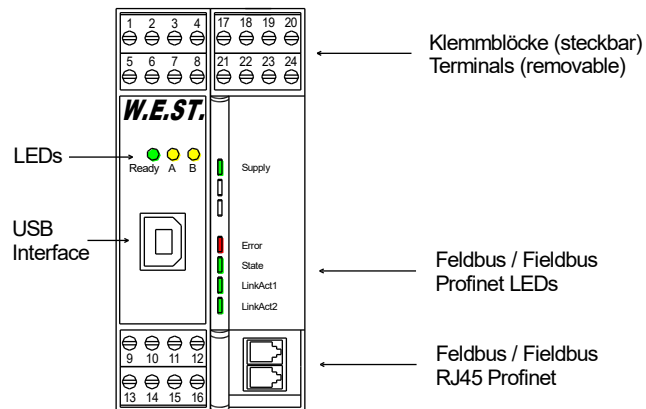 1 2 3 4 17 18 19 20
5 6 7 8 21 22 23 24
Klemmblöcke (steckbar)
Terminals (removable)
W.E.ST.
LEDs
Ready A B
Supply
USB
Interface
Error
State
LinkAct1
LinkAct2
Feldbus / Fieldbus
Profinet LEDs
9 10 11 12
13 14 15 16
Feldbus / Fieldbus
RJ45 Profinet